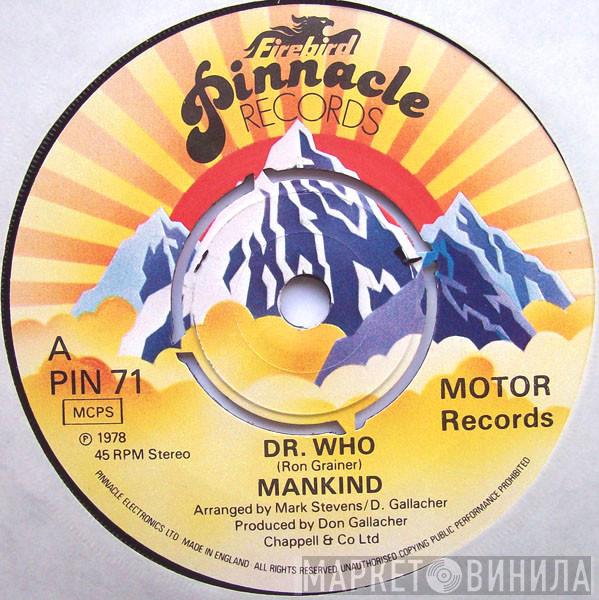 Firebird
Pinnacle
RECORDS
A
PIN 71
MCPS
℗ 1978
45 RPM Stereo
MOTOR
Records
DR. WHO
(Ron Grainer)
MANKIND
Arranged by Mark Stevens/D. Gallacher
Produced by Don Gallacher
Chappell & Co Ltd
PINNACLE ELECTRONICS LTD. MADE IN ENGLAND. ALL RIGHTS RESERVED. UNAUTHORISED COPYING PUBLIC PERFORMANCE PROHIBITED
МАРКЕТ ВИНИЛА